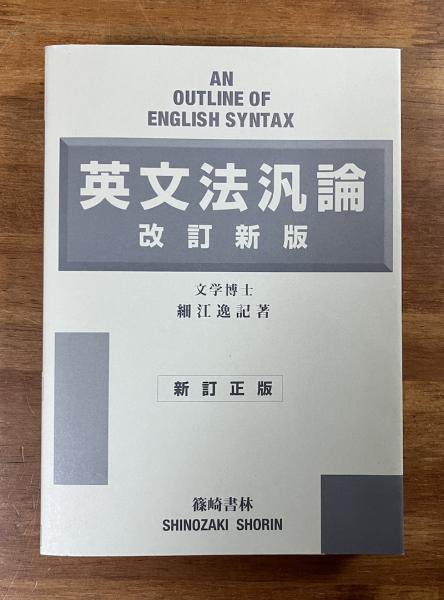 AN
OUTLINE OF
ENGLISH SYNTAX
英文法汎論
改訂新版
文学博士
細江逸記著
新訂正版
篠崎書林
SHINOZAKI SHORIN